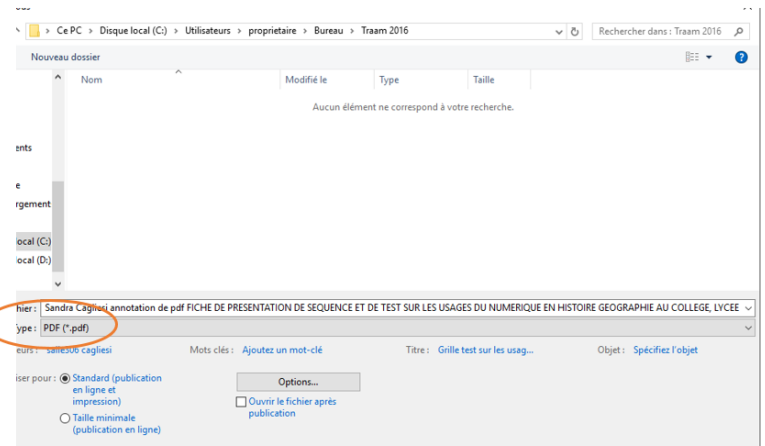 > Ce PC > Disque local (C:) > Utilisateurs > proprietaire > Bureau > Traam 2016
Rechercher dans : Traam 2016
Nouveau dossier
Nom
Modifié le
Type
Taille
Aucun élément ne correspond à votre recherche.
ents
e
rgement
ocal (C:)
local (D:)
hier : Sandra Cagliesi annotation de pdf FICHE DE PRESENTATION DE SEQUENCE ET DE TEST SUR LES USAGES DU NUMERIQUE EN HISTOIRE GEOGRAPHIE AU COLLEGE, LYCEE
Type : PDF (*.pdf)
eurs : salle306 cagliesi
Mots clés : Ajoutez un mot-clé
Titre : Grille test sur les usag...
Objet : Spécifiez l'objet
iser pour :
Standard (publication
en ligne et
impression)
Taille minimale
(publication en ligne)
Options...
Ouvrir le fichier après
publication